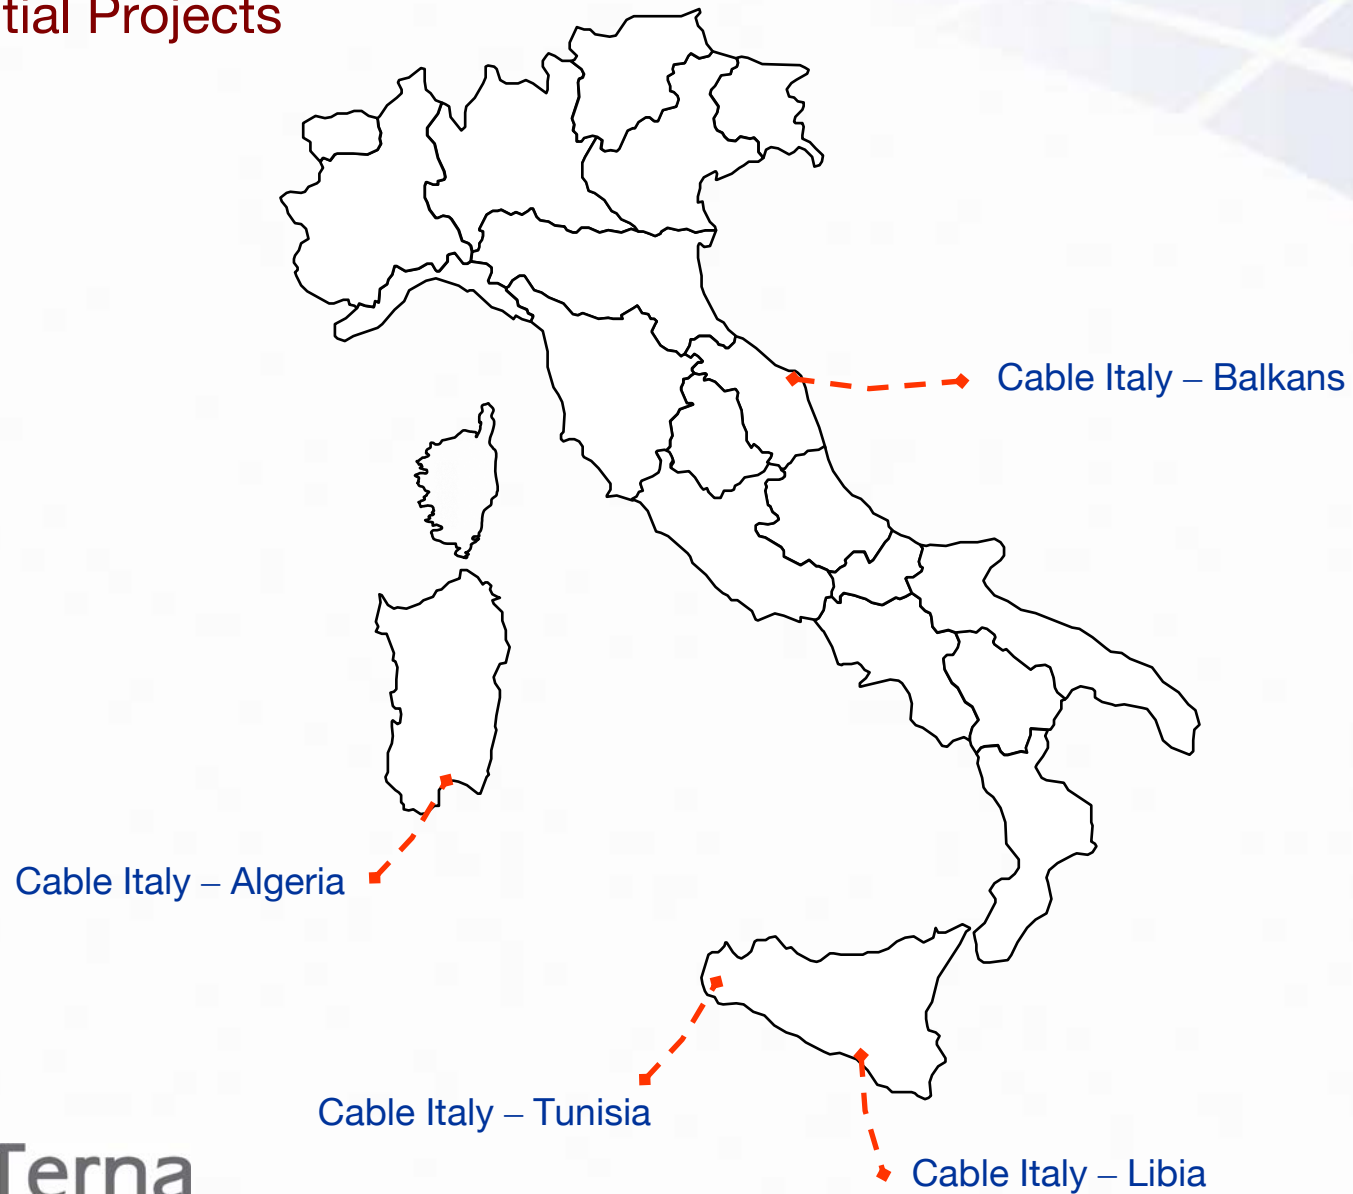 tial Projects
Cable Italy – Balkans
Cable Italy – Algeria
Cable Italy – Tunisia
Terna
Cable Italy – Libia